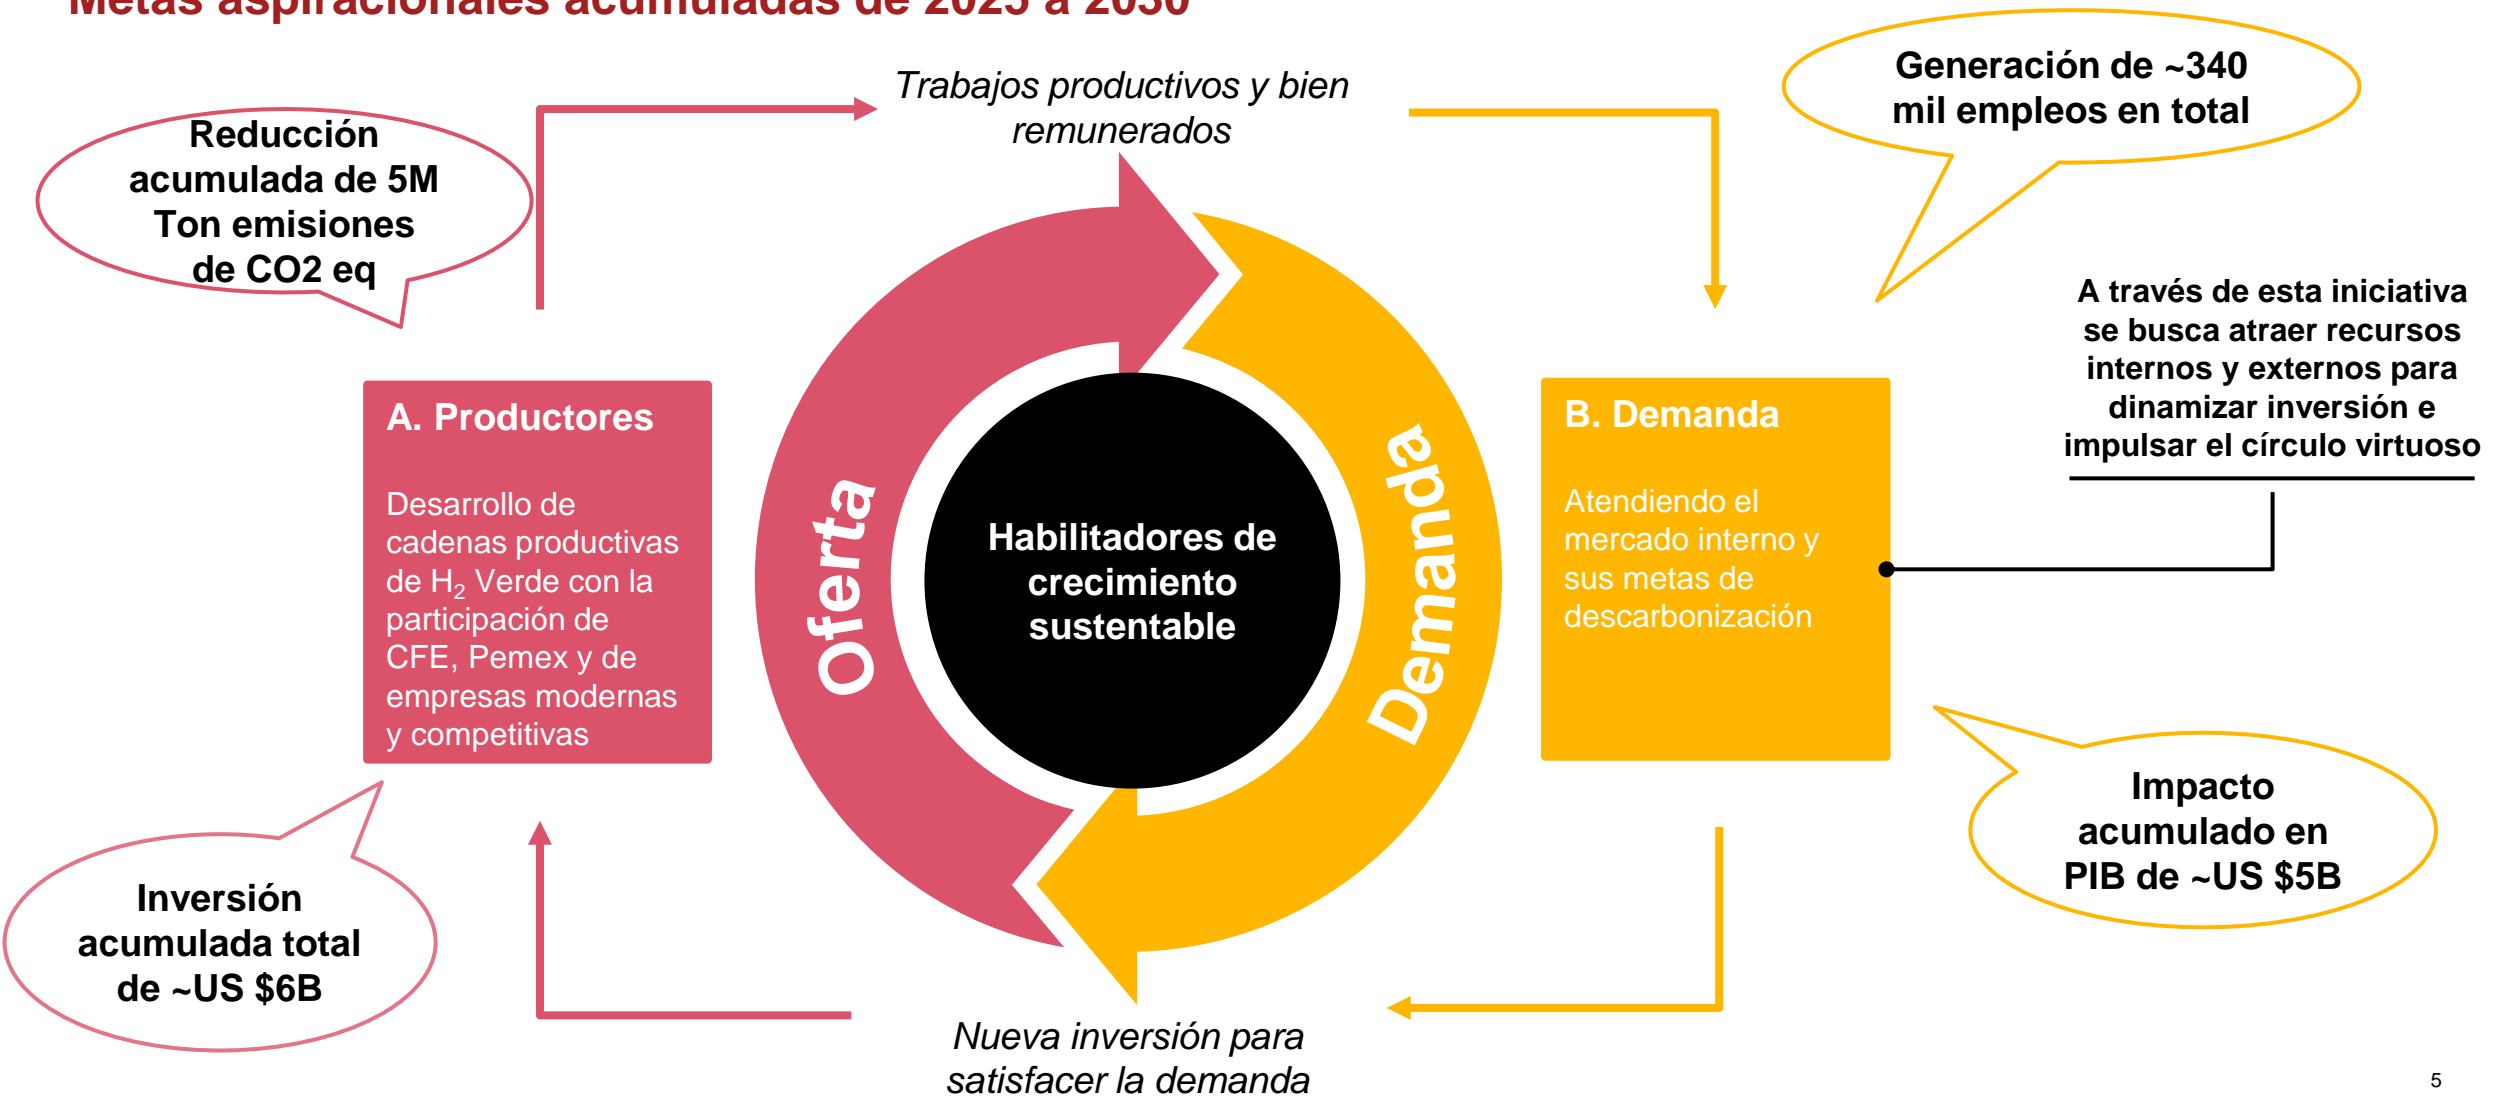 Metas aspiracionales acumuladas de 2023 a 2030
Trabajos productivos y bien
remunerados
Generación de ~340
mil empleos en total
Reducción
acumulada de 5M
Ton emisiones
de CO2 eq
A través de esta iniciativa
se busca atraer recursos
internos y externos para
dinamizar inversión e
impulsar el círculo virtuoso
A. Productores
Desarrollo de
cadenas productivas
de H₂ Verde con la
participación de
CFE, Pemex y de
empresas modernas
y competitivas
Oferta
Habilitadores de
crecimiento
sustentable
Demanda
B. Demanda
Atendiendo el
mercado interno y
sus metas de
descarbonización
Inversión
acumulada total
de ~US $6B
Impacto
acumulado en
PIB de ~US $5B
Nueva inversión para
satisfacer la demanda
5